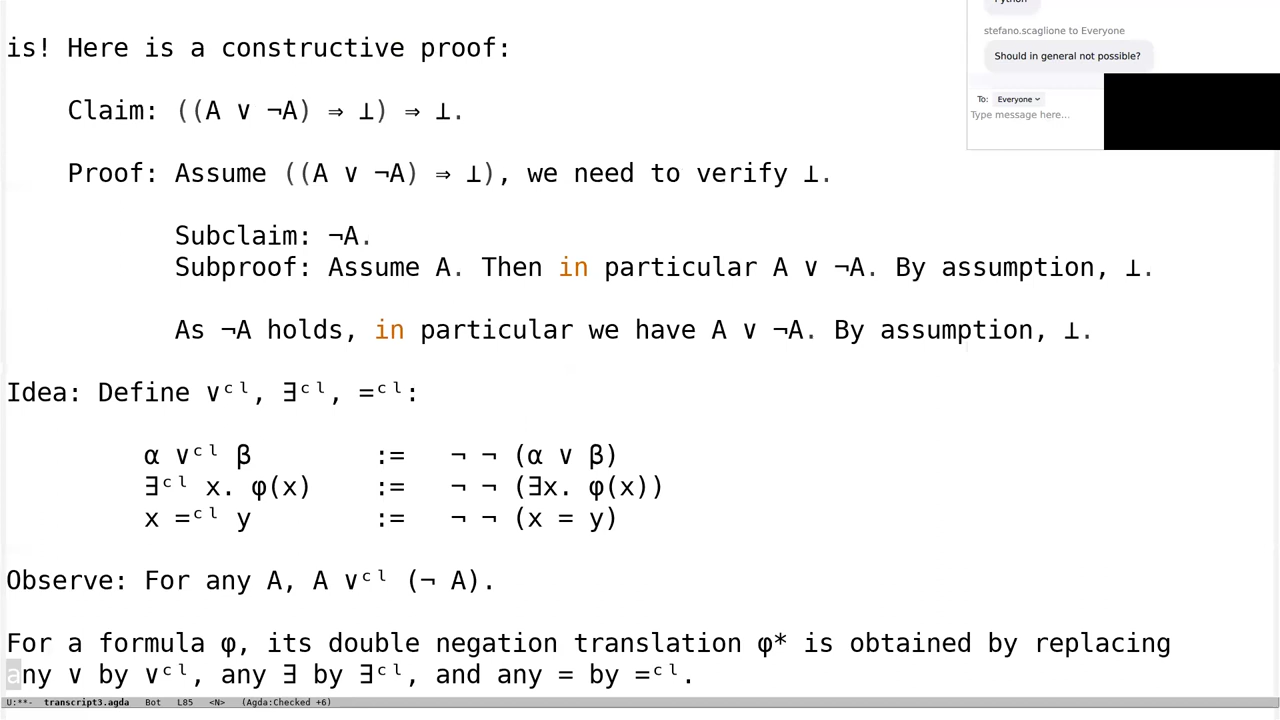 Python
stefano.scaglione to Everyone
Should in general not possible?
To: Everyone
Type message here...
is! Here is a constructive proof:
Claim: ((A ∨ ¬A) ⇒ ⊥) ⇒ ⊥.
Proof: Assume ((A ∨ ¬A) ⇒ ⊥), we need to verify ⊥.
Subclaim: ¬A.
Subproof: Assume A. Then in particular A ∨ ¬A. By assumption, ⊥.
As ¬A holds, in particular we have A ∨ ¬A. By assumption, ⊥.
Idea: Define ∨ᶜˡ, ∃ᶜˡ, =ᶜˡ:
α ∨ᶜˡ β := ¬ ¬ (α ∨ β)
∃ᶜˡ x. φ(x) := ¬ ¬ (∃x. φ(x))
x =ᶜˡ y := ¬ ¬ (x = y)
Observe: For any A, A ∨ᶜˡ (¬ A).
For a formula φ, its double negation translation φ* is obtained by replacing
any ∨ by ∨ᶜˡ, any ∃ by ∃ᶜˡ, and any = by =ᶜˡ.
U:**- transcript3.agda Bot L85 <N> (Agda:Checked +6)